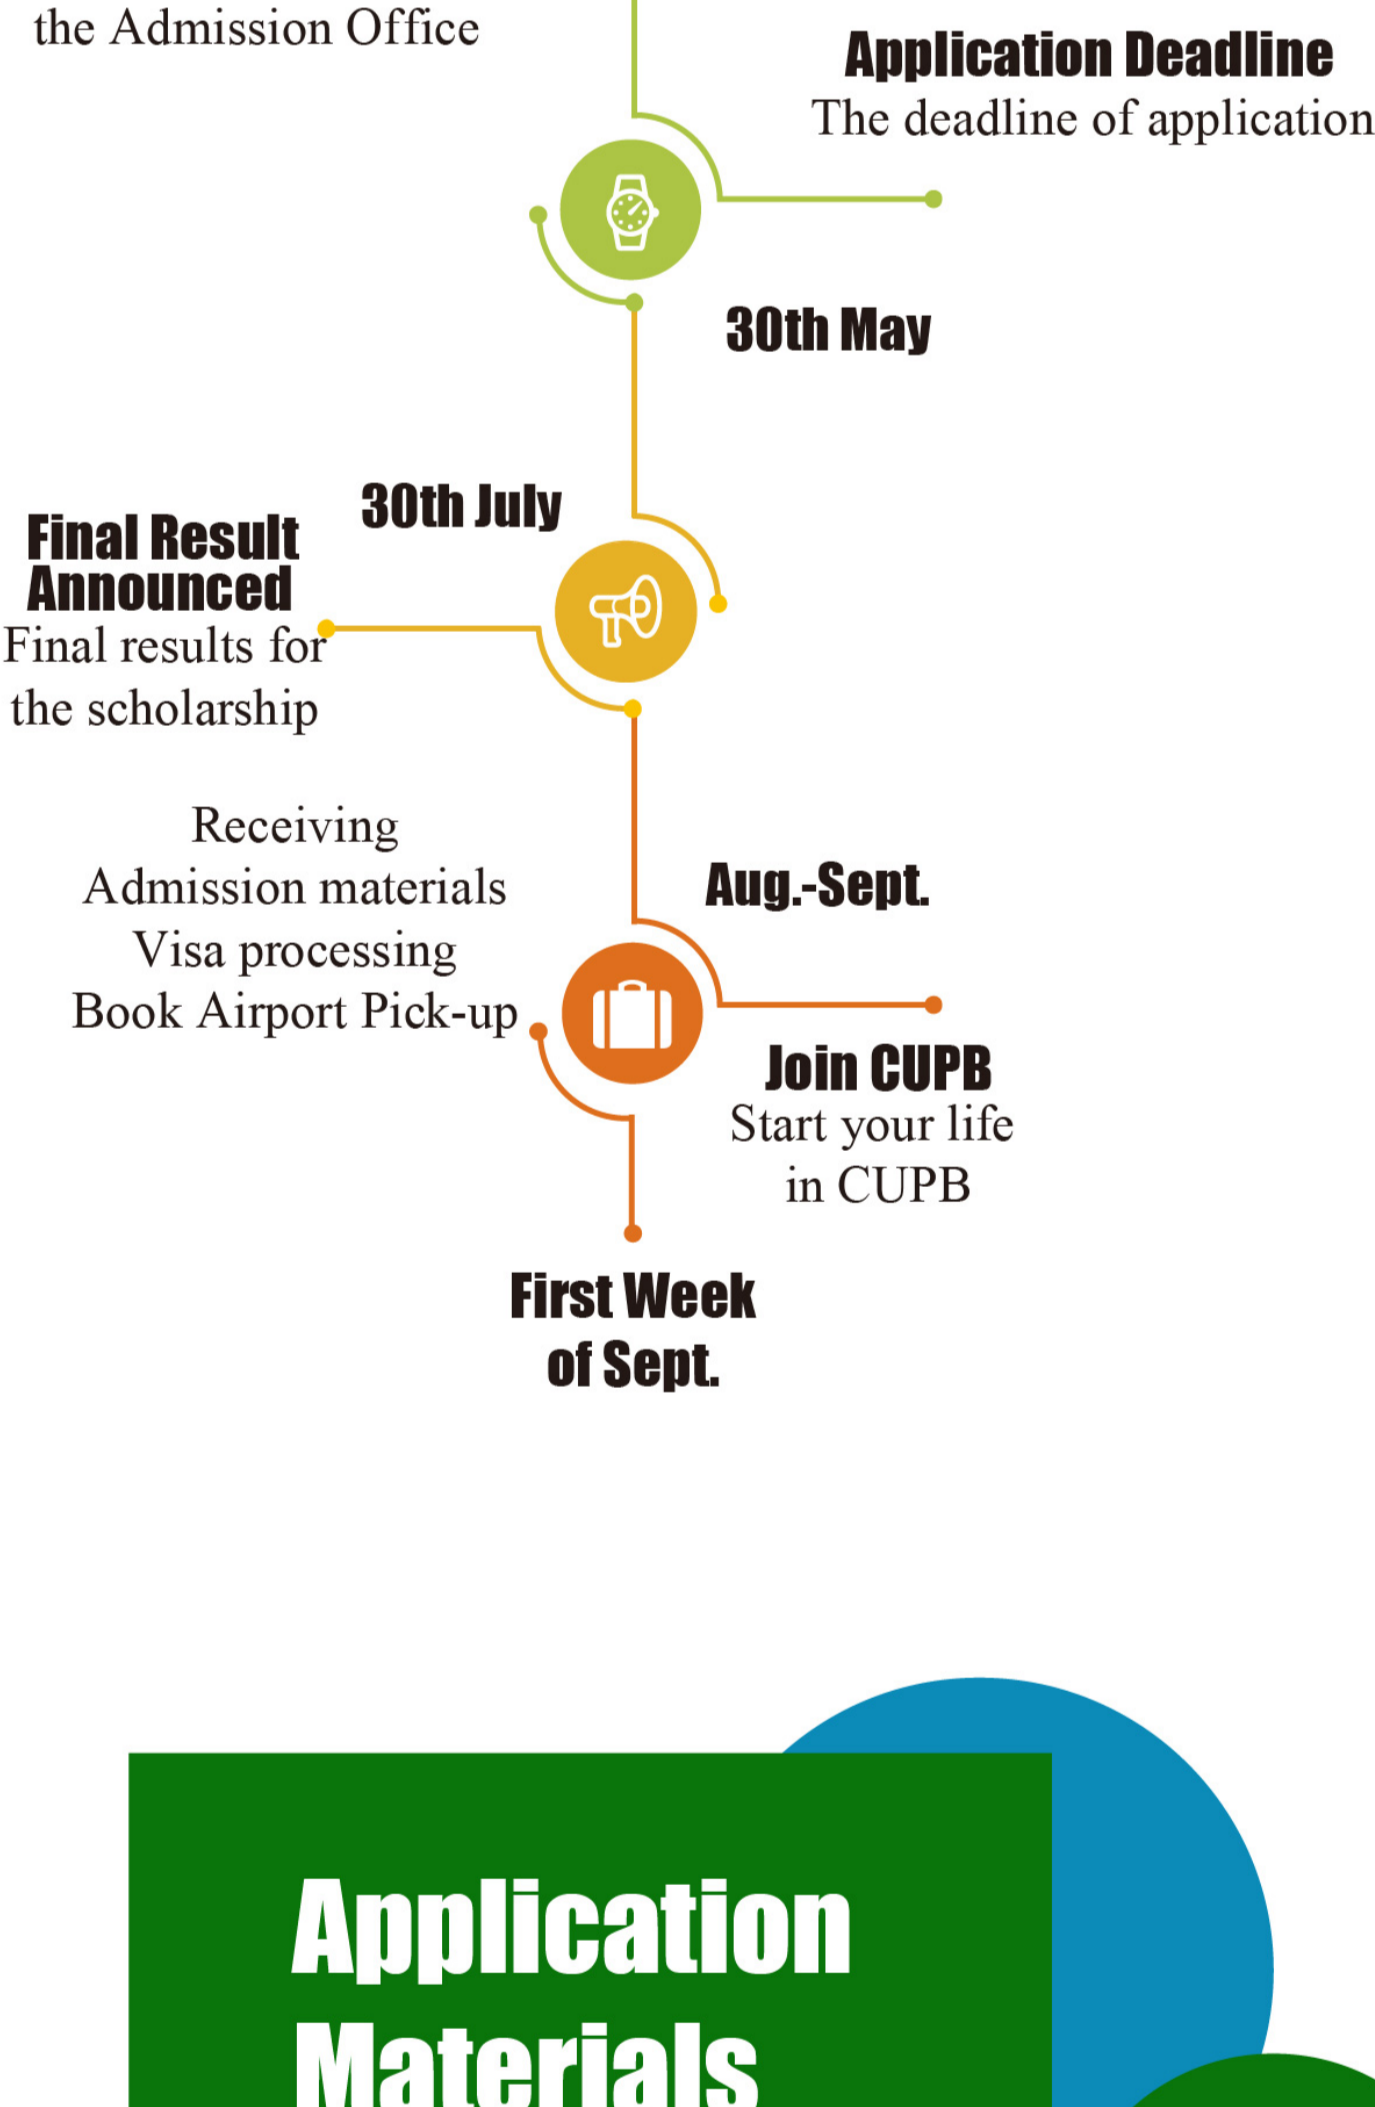 the Admission Office
Application Deadline
The deadline of application
30th May
30th July
Final Result
Announced
Final results for
the scholarship
Receiving
Admission materials
Visa processing
Book Airport Pick-up
Aug.-Sept.
Join CUPB
Start your life
in CUPB
First Week
of Sept.
Application
Materials